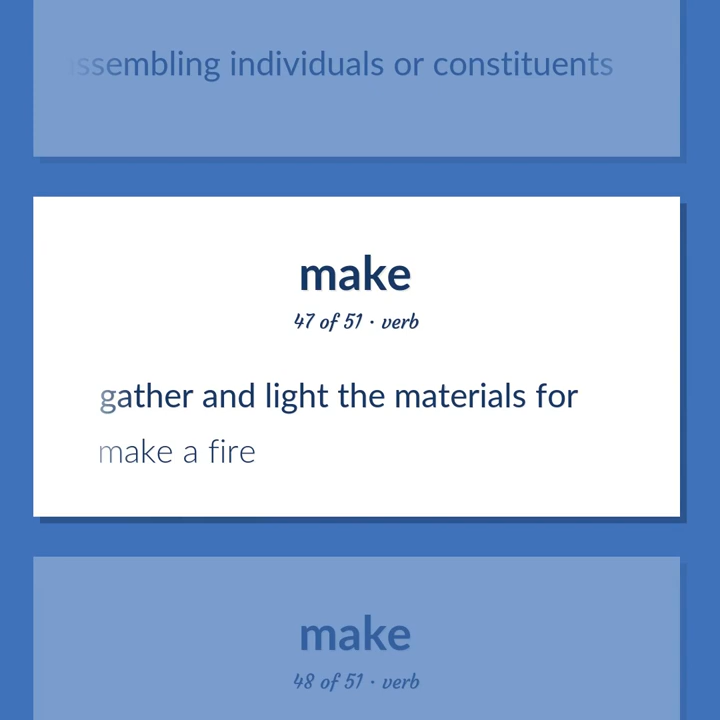 assembling individuals or constituents
make
47 of 51 · verb
gather and light the materials for
make a fire
make
48 of 51 · verb